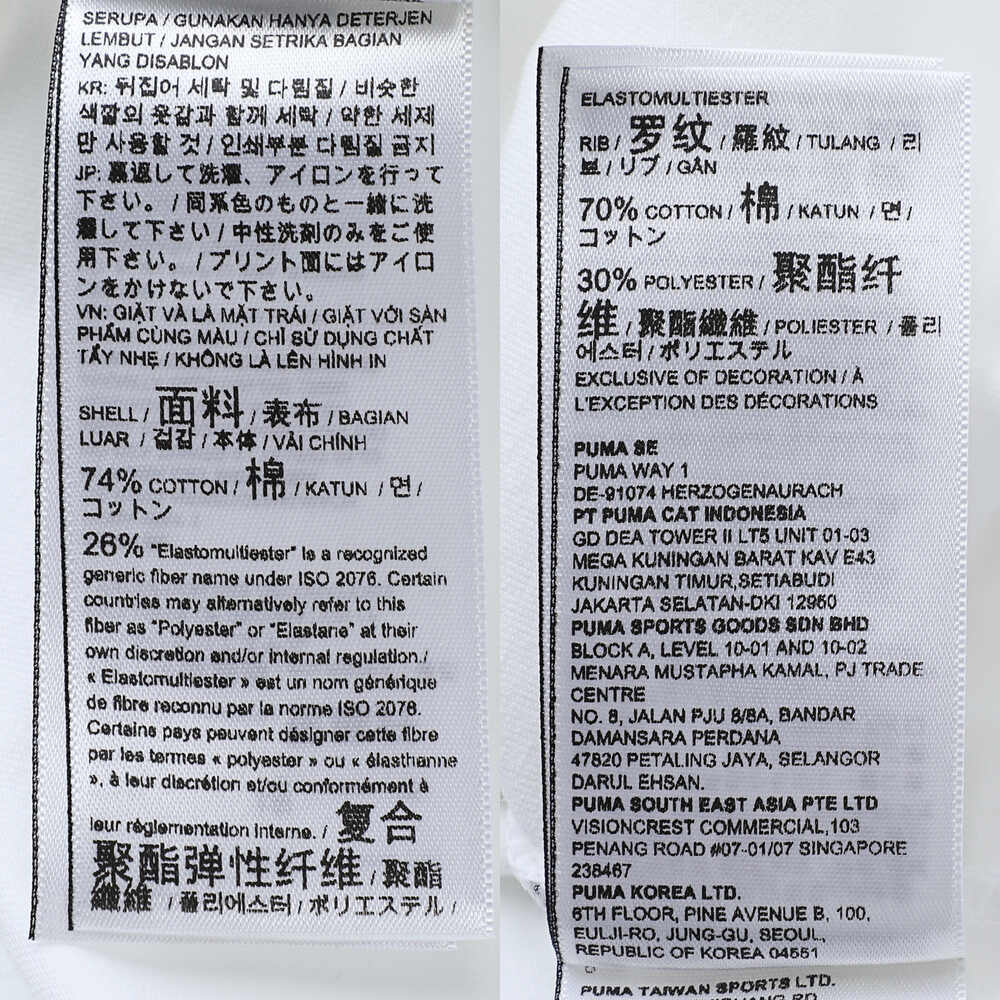 SERUPA / GUNAKAN HANYA DETERJEN
LEMBUT / JANGAN SETRIKA BAGIAN
YANG DISABLON
KR: 뒤집어 세탁 및 다림질 / 비슷한
색깔의 옷감과 함께 세탁 / 약한 세제
만 사용할 것 / 인쇄부분 다림질 금지
JP: 裏返して洗濯、アイロンを行って
下さい。/ 同系色のものと一緒に洗
濯して下さい / 中性洗剤のみをご使
用下さい。/ プリント面にはアイロ
ンをかけないで下さい。
VN: GIẶT VÀ LÀ MẶT TRÁI / GIẶT VỚI SẢN
PHẨM CÙNG MÀU / CHỈ SỬ DỤNG CHẤT
TẨY NHẸ / KHÔNG LÀ LÊN HÌNH IN
SHELL / 面料 / 表布 / BAGIAN
LUAR / 겉감 / 本体 / VẢI CHÍNH
74% COTTON / 棉 / KATUN / 면 /
コットン
26% "Elastomultiester" is a recognized
generic fiber name under ISO 2076. Certain
countries may alternatively refer to this
fiber as "Polyester" or "Elastane" at their
own discretion and/or internal regulation./
« Elastomultiester » est un nom générique
de fibre reconnu par la norme ISO 2076.
Certains pays peuvent désigner cette fibre
par les termes « polyester » ou « élasthanne
», à leur discrétion et/ou conformément à
leur réglementation interne. / 复合
聚酯弹性纤维 / 聚酯
纖維 / 폴리에스터 / ポリエステル /
ELASTOMULTIESTER
RIB / 罗纹 / 羅紋 / TULANG / 리
브 / リブ / GÂN
70% COTTON / 棉 / KATUN / 면 /
コットン
30% POLYESTER / 聚酯纤
维 / 聚酯纖維 / POLIESTER / 폴리
에스터 / ポリエステル
EXCLUSIVE OF DECORATION / À
L'EXCEPTION DES DÉCORATIONS
PUMA SE
PUMA WAY 1
DE-91074 HERZOGENAURACH
PT PUMA CAT INDONESIA
GD DEA TOWER II LT5 UNIT 01-03
MEGA KUNINGAN BARAT KAV E43
KUNINGAN TIMUR,SETIABUDI
JAKARTA SELATAN-DKI 12950
PUMA SPORTS GOODS SDN BHD
BLOCK A, LEVEL 10-01 AND 10-02
MENARA MUSTAPHA KAMAL, PJ TRADE
CENTRE
NO. 8, JALAN PJU 8/8A, BANDAR
DAMANSARA PERDANA
47820 PETALING JAYA, SELANGOR
DARUL EHSAN.
PUMA SOUTH EAST ASIA PTE LTD
VISIONCREST COMMERCIAL,103
PENANG ROAD #07-01/07 SINGAPORE
238467
PUMA KOREA LTD.
6TH FLOOR, PINE AVENUE B, 100,
EULJI-RO, JUNG-GU, SEOUL,
REPUBLIC OF KOREA 04551
PUMA TAIWAN SPORTS LTD.